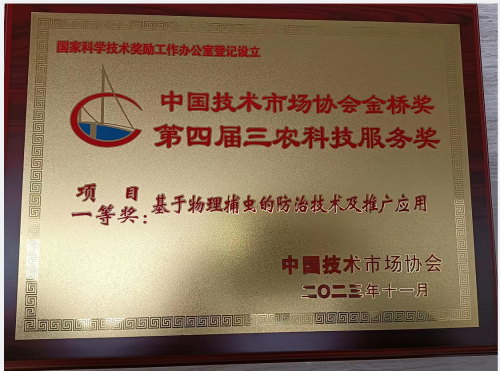 国家科学技术奖励工作办公室登记设立
中国技术市场协会金桥奖
第四届三农科技服务奖
项目
一等奖：基于物理捕虫的防治技术及推广应用
中国技术市场协会
二〇二三年十一月